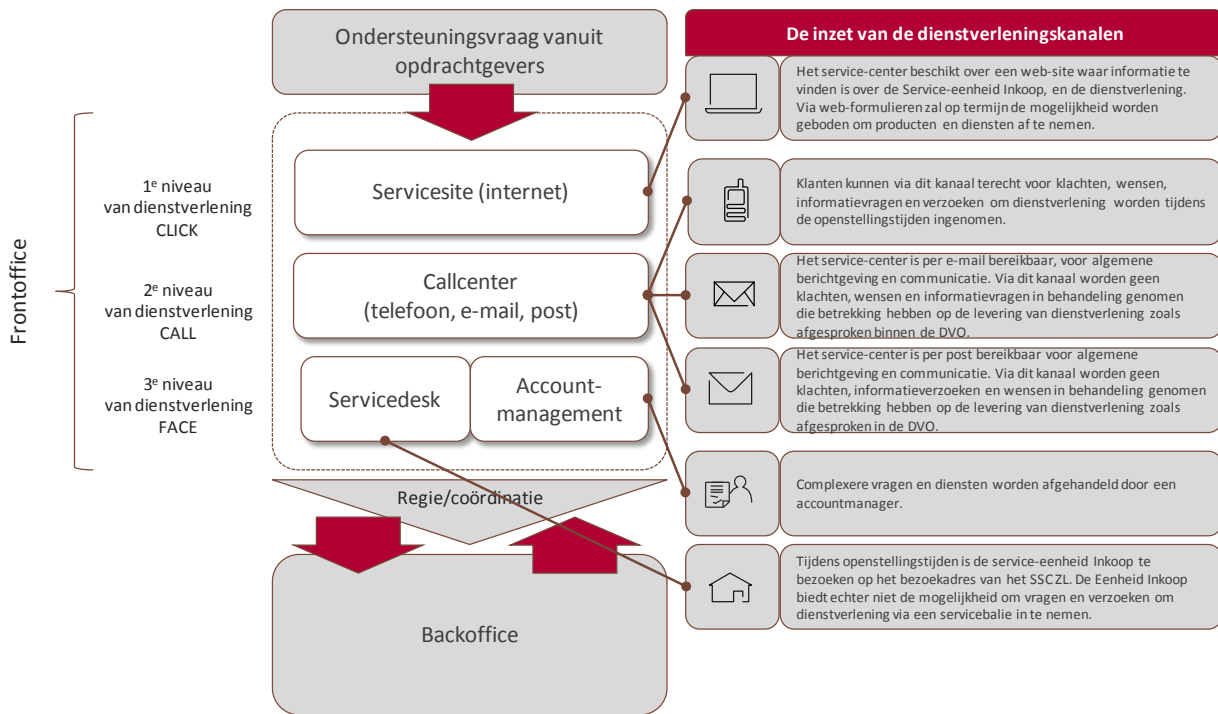 Ondersteuningsvraag vanuit
opdrachtgevers
Frontoffice
1e niveau
van dienstverlening
CLICK
2e niveau
van dienstverlening
CALL
3e niveau
van dienstverlening
FACE
Servicesite (internet)
Callcenter
(telefoon, e-mail, post)
Servicedesk
Account-
management
Regie/coördinatie
Backoffice
De inzet van de dienstverleningskanalen
Het service-center beschikt over een web-site waar informatie te
vinden is over de Service-eenheid Inkoop, en de dienstverlening.
Via web-formulieren zal op termijn de mogelijkheid worden
geboden om producten en diensten af te nemen.
Klanten kunnen via dit kanaal terecht voor klachten, wensen,
informatievragen en verzoeken om dienstverlening worden tijdens
de openstellingstijden ingenomen.
Het service-center is per e-mail bereikbaar, voor algemene
berichtgeving en communicatie. Via dit kanaal worden geen
klachten, wensen en informatievragen in behandeling genomen
die betrekking hebben op de levering van dienstverlening zoals
afgesproken binnen de DVO.
Het service-center is per post bereikbaar voor algemene
berichtgeving en communicatie. Via dit kanaal worden geen
klachten, informatieverzoeken en wensen in behandeling genomen
die betrekking hebben op de levering van dienstverlening zoals
afgesproken in de DVO.
Complexere vragen en diensten worden afgehandeld door een
accountmanager.
Tijdens openstellingstijden is de service-eenheid Inkoop te
bezoeken op het bezoekadres van het SSCZL. De Eenheid Inkoop
biedt echter niet de mogelijkheid om vragen en verzoeken om
dienstverlening via een servicebalie in te nemen.